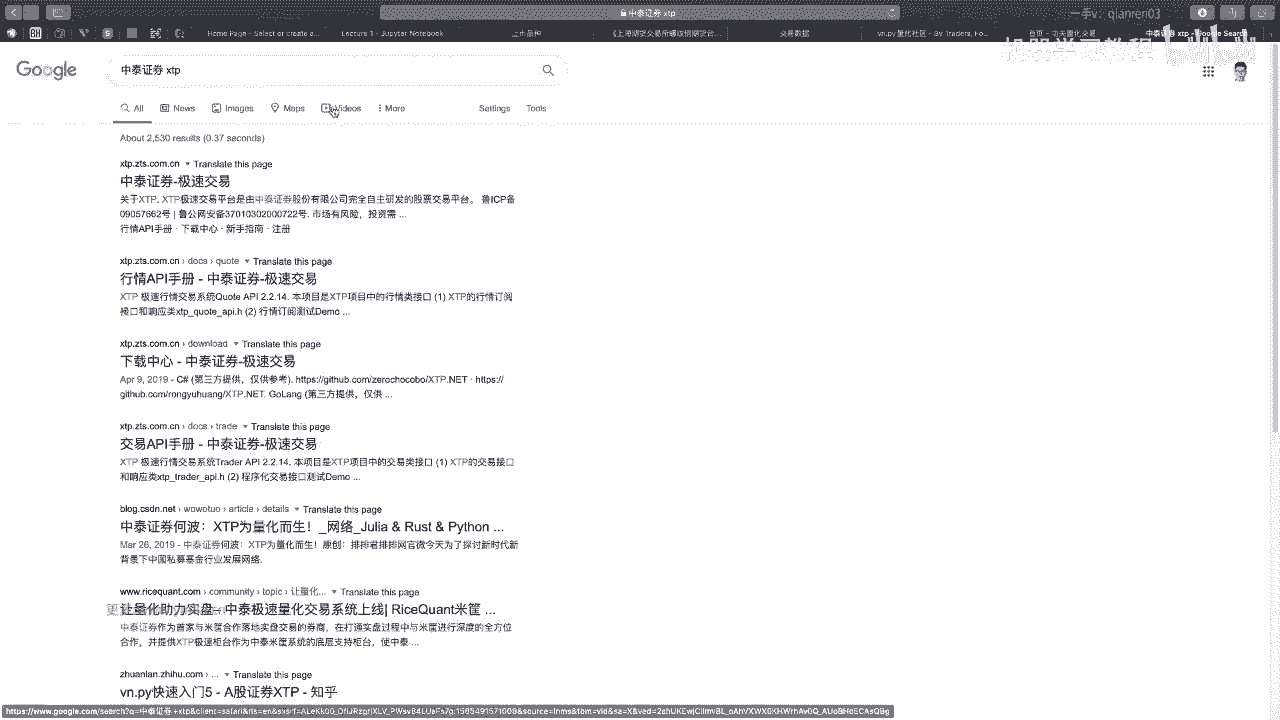 中泰证券 xtp
一手v：qianren03
Home Page - Select or create a...
Lecture 1 - Jupyter Notebook
上市品种
《上海期货交易所螺纹钢期货合...
交易数据
vn.py量化社区 - By Traders, Fo...
首页 - 功夫量化交易
中泰证券 xtp - Google Search
机器学习教程
Google
中泰证券 xtp
All
News
Images
Maps
Videos
More
Settings
Tools
About 2,530 results (0.37 seconds)
xtp.zts.com.cn ▼ Translate this page
中泰证券-极速交易
关于XTP. XTP极速交易平台是由中泰证券股份有限公司完全自主研发的股票交易平台。 鲁ICP备
09057662号 | 鲁公网安备37010302000722号. 市场有风险，投资需 ...
行情API手册 · 下载中心 · 新手指南 · 注册
xtp.zts.com.cn › docs › quote ▼ Translate this page
行情API手册 - 中泰证券-极速交易
XTP 极速行情交易系统Quote API 2.2.14. 本项目是XTP项目中的行情类接口 (1) XTP的行情订阅
接口和响应类xtp_quote_api.h (2) 行情订阅测试Demo ...
xtp.zts.com.cn › download ▼ Translate this page
下载中心 - 中泰证券-极速交易
Apr 9, 2019 - C# (第三方提供，仅供参考). https://github.com/zerochocobo/XTP.NET · https://
github.com/rongyuhuang/XTP.NET. GoLang (第三方提供，仅供 ...
xtp.zts.com.cn › docs › trade ▼ Translate this page
交易API手册 - 中泰证券-极速交易
XTP 极速行情交易系统Trader API 2.2.14. 本项目是XTP项目中的交易类接口 (1) XTP的交易接口
和响应类xtp_trader_api.h (2) 程序化交易接口测试Demo ...
blog.csdn.net › wowotuo › article › details ▼ Translate this page
中泰证券何波：XTP为量化而生！_网络_Julia & Rust & Python ...
Mar 26, 2019 - 中泰证券何波：XTP为量化而生！原创：排排君排排网官微今天为了探讨新时代新
背景下中国私募基金行业发展网络.
www.ricequant.com › community › topic › 让量化... ▼ Translate this page
让量化助力实盘 - 中泰极速量化交易系统上线| RiceQuant米筐 ...
中泰证券作为首家与米筐合作落地实盘交易的券商，在打通实盘过程中与米筐进行深度的全方位
合作，并提供XTP极速柜台作为中泰米筐系统的底层支持柜台，使中泰 ...
zhuanlan.zhihu.com › ... ▼ Translate this page
vn.py快速入门5 - A股证券XTP - 知乎